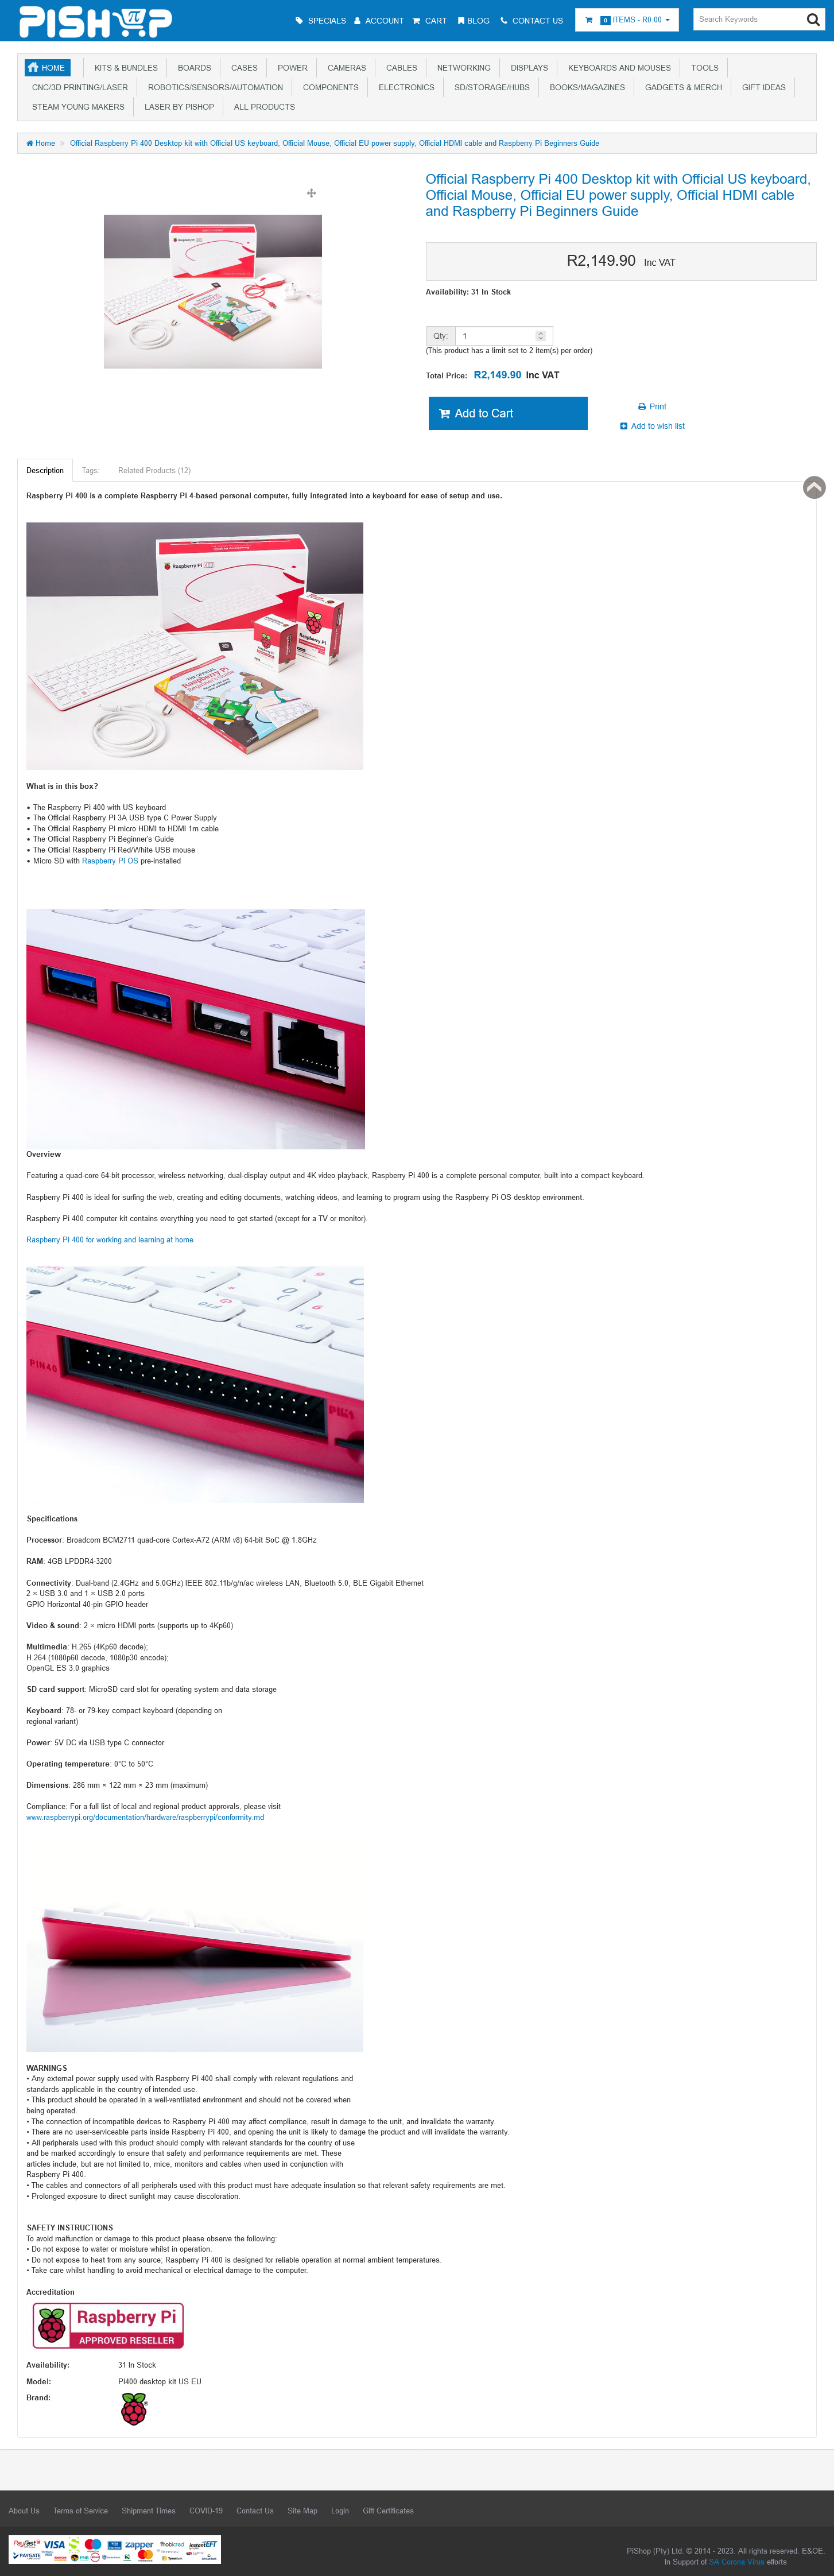 PiSHOP
SPECIALS ACCOUNT CART BLOG CONTACT US
0 ITEMS - R0.00
Search Keywords
HOME KITS & BUNDLES BOARDS CASES POWER CAMERAS CABLES NETWORKING DISPLAYS KEYBOARDS AND MOUSES TOOLS
CNC/3D PRINTING/LASER ROBOTICS/SENSORS/AUTOMATION COMPONENTS ELECTRONICS SD/STORAGE/HUBS BOOKS/MAGAZINES GADGETS & MERCH GIFT IDEAS
STEAM YOUNG MAKERS LASER BY PISHOP ALL PRODUCTS
Home » Official Raspberry Pi 400 Desktop kit with Official US keyboard, Official Mouse, Official EU power supply, Official HDMI cable and Raspberry Pi Beginners Guide
Official Raspberry Pi 400 Desktop kit with Official US keyboard,
Official Mouse, Official EU power supply, Official HDMI cable
and Raspberry Pi Beginners Guide
R2,149.90 Inc VAT
Availability: 31 In Stock
Qty: 1
(This product has a limit set to 2 item(s) per order)
Total Price: R2,149.90 Inc VAT
Add to Cart
Print
Add to wish list
Description Tags: Related Products (12)
Raspberry Pi 400 is a complete Raspberry Pi 4-based personal computer, fully integrated into a keyboard for ease of setup and use.
Raspberry Pi 400
Raspberry Pi
Beginner's Guide
What is in this box?
• The Raspberry Pi 400 with US keyboard
• The Official Raspberry Pi 3A USB type C Power Supply
• The Official Raspberry Pi micro HDMI to HDMI 1m cable
• The Official Raspberry Pi Beginner's Guide
• The Official Raspberry Pi Red/White USB mouse
• Micro SD with Raspberry Pi OS pre-installed
Overview
Featuring a quad-core 64-bit processor, wireless networking, dual-display output and 4K video playback, Raspberry Pi 400 is a complete personal computer, built into a compact keyboard.
Raspberry Pi 400 is ideal for surfing the web, creating and editing documents, watching videos, and learning to program using the Raspberry Pi OS desktop environment.
Raspberry Pi 400 computer kit contains everything you need to get started (except for a TV or monitor).
Raspberry Pi 400 for working and learning at home
Num Lock
F10
PIN40
PIN1
Specifications
Processor: Broadcom BCM2711 quad-core Cortex-A72 (ARM v8) 64-bit SoC @ 1.8GHz
RAM: 4GB LPDDR4-3200
Connectivity: Dual-band (2.4GHz and 5.0GHz) IEEE 802.11b/g/n/ac wireless LAN, Bluetooth 5.0, BLE Gigabit Ethernet
2 × USB 3.0 and 1 × USB 2.0 ports
GPIO Horizontal 40-pin GPIO header
Video & sound: 2 × micro HDMI ports (supports up to 4Kp60)
Multimedia: H.265 (4Kp60 decode);
H.264 (1080p60 decode, 1080p30 encode);
OpenGL ES 3.0 graphics
SD card support: MicroSD card slot for operating system and data storage
Keyboard: 78- or 79-key compact keyboard (depending on
regional variant)
Power: 5V DC via USB type C connector
Operating temperature: 0°C to 50°C
Dimensions: 286 mm × 122 mm × 23 mm (maximum)
Compliance: For a full list of local and regional product approvals, please visit
www.raspberrypi.org/documentation/hardware/raspberrypi/conformity.md
WARNINGS
• Any external power supply used with Raspberry Pi 400 shall comply with relevant regulations and
standards applicable in the country of intended use.
• This product should be operated in a well-ventilated environment and should not be covered when
being operated.
• The connection of incompatible devices to Raspberry Pi 400 may affect compliance, result in damage to the unit, and invalidate the warranty.
• There are no user-serviceable parts inside Raspberry Pi 400, and opening the unit is likely to damage the product and will invalidate the warranty.
• All peripherals used with this product should comply with relevant standards for the country of use
and be marked accordingly to ensure that safety and performance requirements are met. These
articles include, but are not limited to, mice, monitors and cables when used in conjunction with
Raspberry Pi 400.
• The cables and connectors of all peripherals used with this product must have adequate insulation so that relevant safety requirements are met.
• Prolonged exposure to direct sunlight may cause discoloration.
SAFETY INSTRUCTIONS
To avoid malfunction or damage to this product please observe the following:
• Do not expose to water or moisture whilst in operation.
• Do not expose to heat from any source; Raspberry Pi 400 is designed for reliable operation at normal ambient temperatures.
• Take care whilst handling to avoid mechanical or electrical damage to the computer.
Accreditation
Raspberry Pi
APPROVED RESELLER
Availability: 31 In Stock
Model: Pi400 desktop kit US EU
Brand:
About Us Terms of Service Shipment Times COVID-19 Contact Us Site Map Login Gift Certificates
PayFast VISA zapper mobicred instant EFT
PAYGATE
PIShop (Pty) Ltd. © 2014 - 2023. All rights reserved. E&OE.
In Support of SA Corona Virus efforts